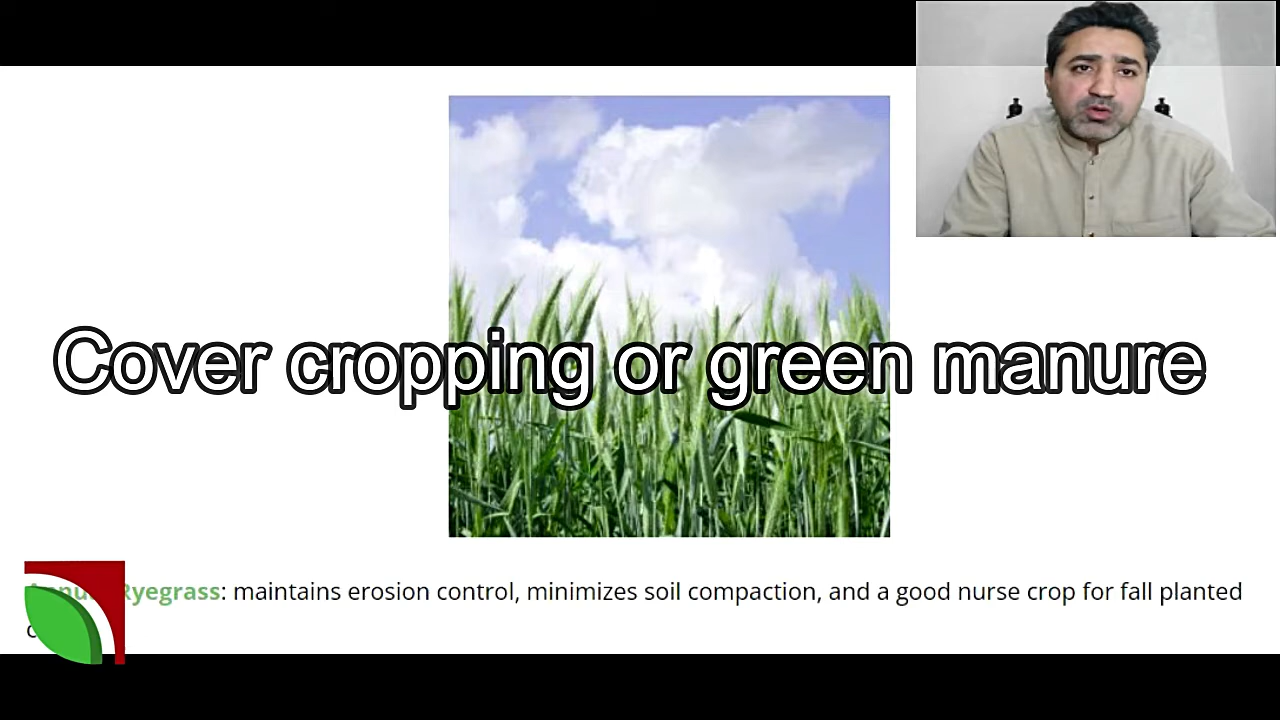 Cover cropping or green manure
Ryegrass: maintains erosion control, minimizes soil compaction, and a good nurse crop for fall planted